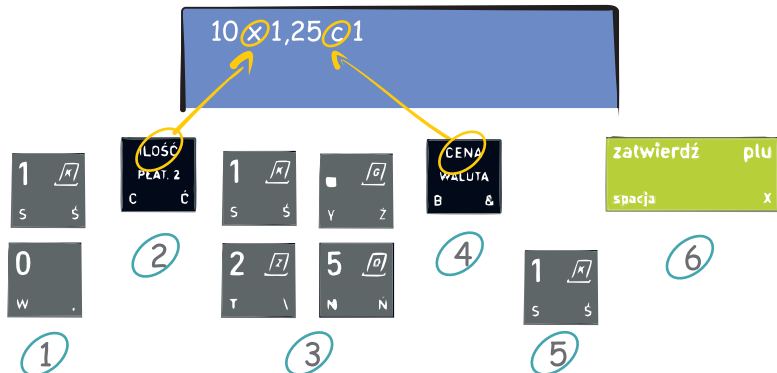 10 x 1,25 c 1
1 K
S Ś
ILOŚĆ
PŁAT. 2
C Ć
1 K
S Ś
. G
Y Ż
CENA
WALUTA
B &
zatwierdź plu
spacja X
0
W .
2
2 Z
T \
5 O
N Ń
4
1 K
S Ś
6
1
3
5